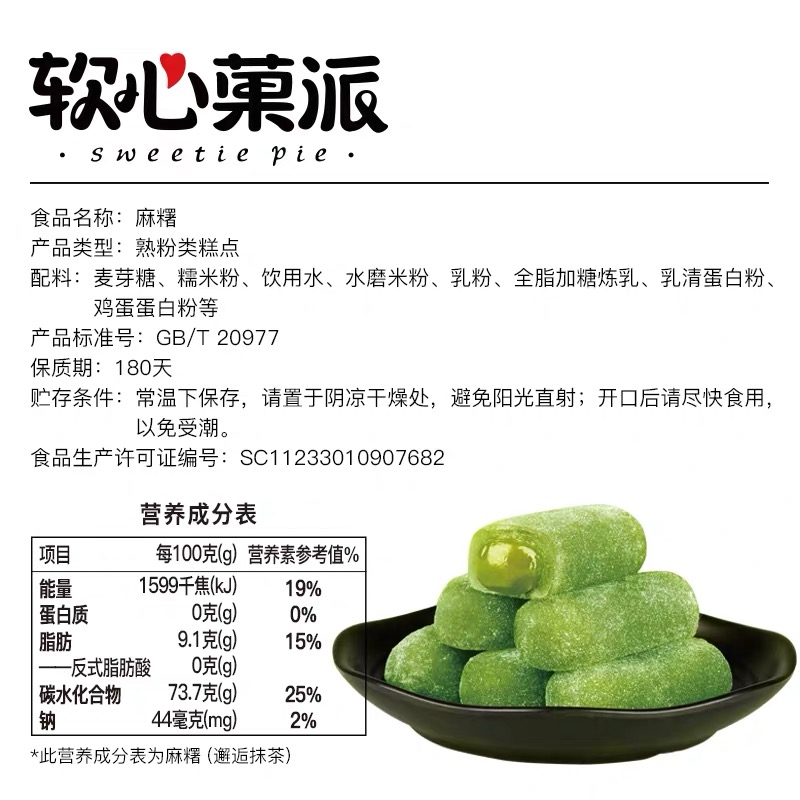 软心菓派
· sweetie pie ·
食品名称：麻糬
产品类型：熟粉类糕点
配料：麦芽糖、糯米粉、饮用水、水磨米粉、乳粉、全脂加糖炼乳、乳清蛋白粉、
鸡蛋蛋白粉等
产品标准号：GB/T 20977
保质期：180天
贮存条件：常温下保存，请置于阴凉干燥处，避免阳光直射；开口后请尽快食用，
以免受潮。
食品生产许可证编号：SC11233010907682
营养成分表
项目 每100克(g) 营养素参考值%
能量 1599千焦(kJ) 19%
蛋白质 0克(g) 0%
脂肪 9.1克(g) 15%
——反式脂肪酸 0克(g)
碳水化合物 73.7克(g) 25%
钠 44毫克(mg) 2%
*此营养成分表为麻糬（邂逅抹茶）